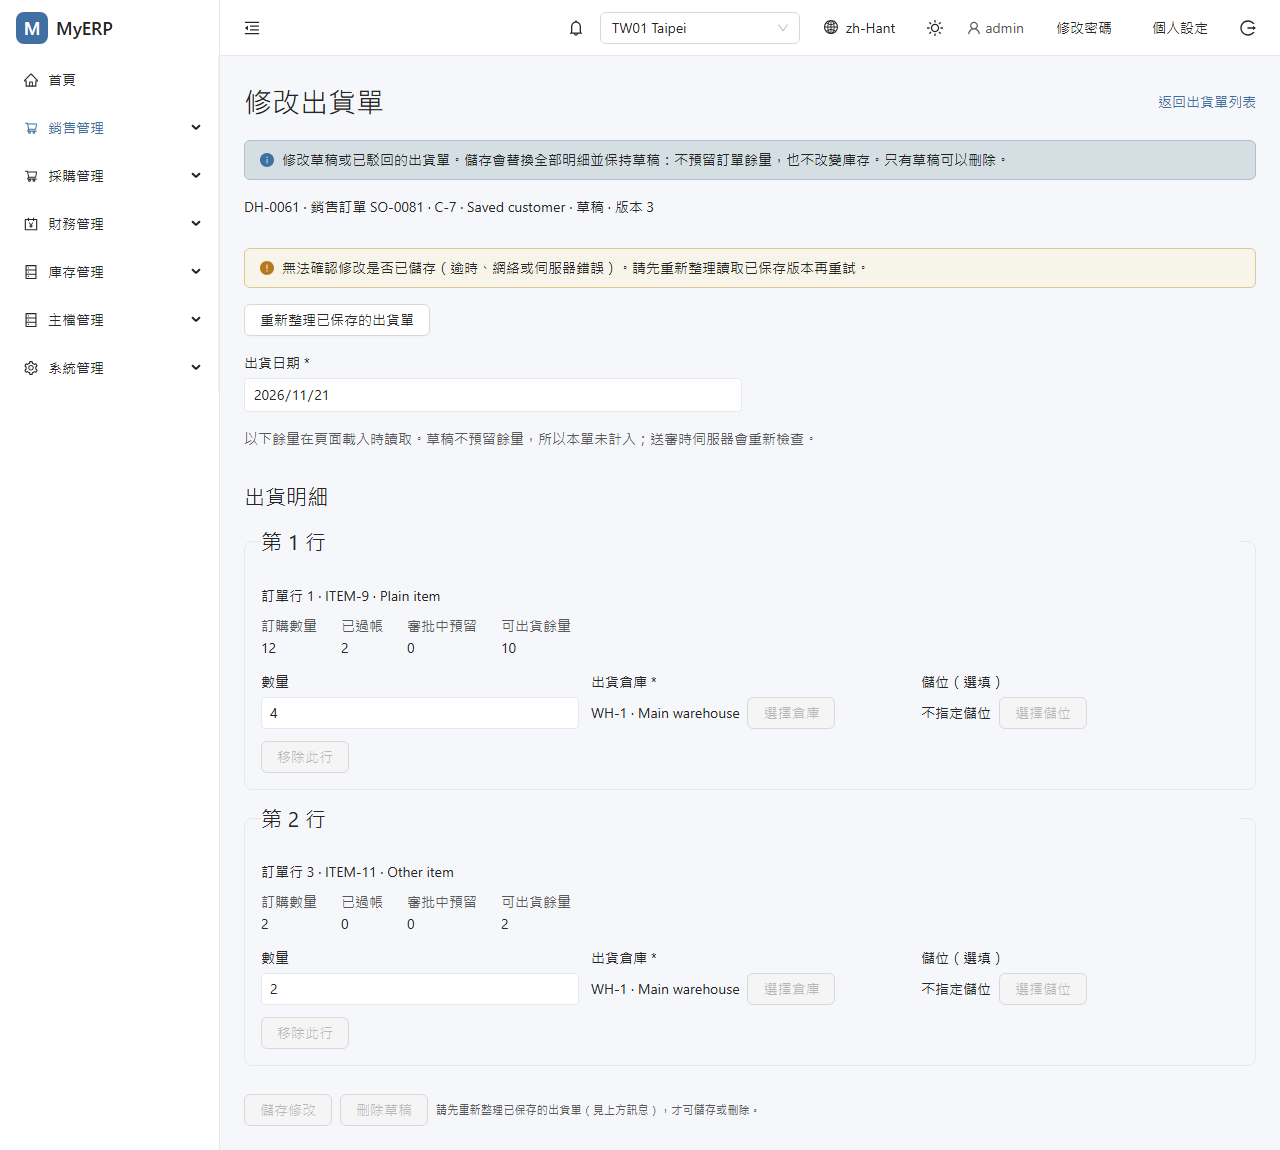 M MyERP
TW01 Taipei
zh-Hant
admin
修改密碼
個人設定
首頁
銷售管理
採購管理
財務管理
庫存管理
主檔管理
系統管理
修改出貨單
返回出貨單列表
修改草稿或已駁回的出貨單。儲存會替換全部明細並保持草稿：不預留訂單餘量，也不改變庫存。只有草稿可以刪除。
DH-0061 · 銷售訂單 SO-0081 · C-7 · Saved customer · 草稿 · 版本 3
無法確認修改是否已儲存（逾時、網絡或伺服器錯誤）。請先重新整理讀取已保存版本再重試。
重新整理已保存的出貨單
出貨日期 *
2026/11/21
以下餘量在頁面載入時讀取。草稿不預留餘量，所以本單未計入；送審時伺服器會重新檢查。
出貨明細
第 1 行
訂單行 1 · ITEM-9 · Plain item
訂購數量 已過帳 審批中預留 可出貨餘量
12 2 0 10
數量 出貨倉庫 * 儲位（選填）
4 WH-1 · Main warehouse 選擇倉庫 不指定儲位 選擇儲位
移除此行
第 2 行
訂單行 3 · ITEM-11 · Other item
訂購數量 已過帳 審批中預留 可出貨餘量
2 0 0 2
數量 出貨倉庫 * 儲位（選填）
2 WH-1 · Main warehouse 選擇倉庫 不指定儲位 選擇儲位
移除此行
儲存修改 刪除草稿 請先重新整理已保存的出貨單（見上方訊息），才可儲存或刪除。